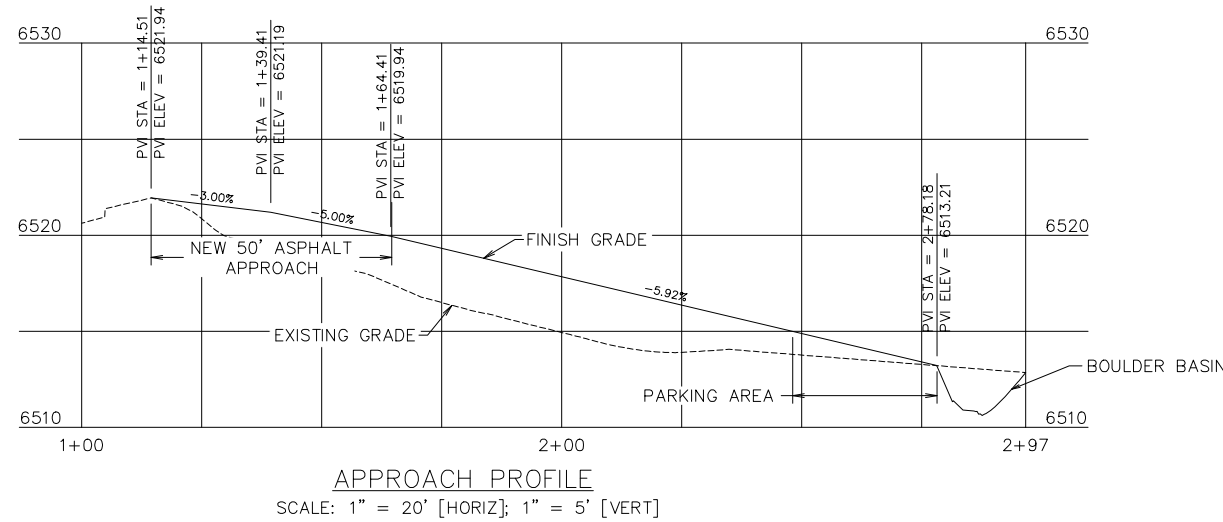 PVI STA = 1+14.51
PVI ELEV = 6521.94
PVI STA = 1+39.41
PVI ELEV = 6521.19
PVI STA = 1+64.41
PVI ELEV = 6519.94
PVI STA = 2+78.18
PVI ELEV = 6513.21
6530
6530
-3.00%
-5.00%
6520
6520
NEW 50' ASPHALT
APPROACH
FINISH GRADE
-5.92%
EXISTING GRADE
BOULDER BASIN
PARKING AREA
6510
6510
1+00
2+00
2+97
APPROACH PROFILE
SCALE: 1" = 20' [HORIZ]; 1" = 5' [VERT]